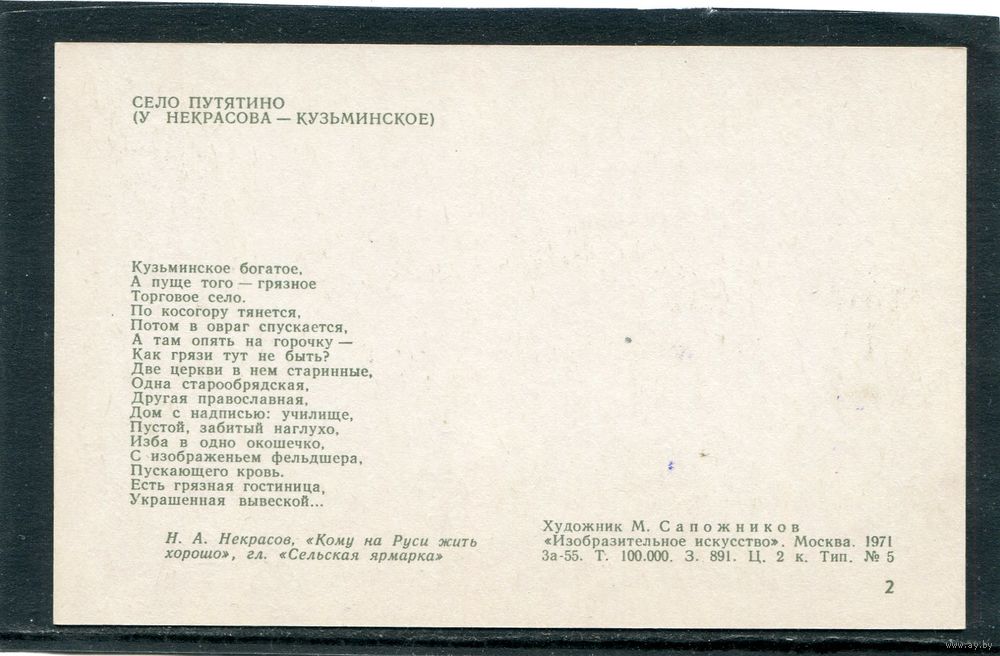 СЕЛО ПУТЯТИНО
(У НЕКРАСОВА — КУЗЬМИНСКОЕ)
Кузьминское богатое,
А пуще того — грязное
Торговое село.
По косогору тянется,
Потом в овраг спускается,
А там опять на горочку —
Как грязи тут не быть?
Две церкви в нем старинные,
Одна старообрядская,
Другая православная,
Дом с надписью: училище,
Пустой, забитый наглухо,
Изба в одно окошечко,
С изображеньем фельдшера,
Пускающего кровь.
Есть грязная гостиница,
Украшенная вывеской...
Н. А. Некрасов, «Кому на Руси жить
хорошо», гл. «Сельская ярмарка»
Художник М. Сапожников
«Изобразительное искусство». Москва. 1971
За-55. Т. 100.000. З. 891. Ц. 2 к. Тип. № 5
2
www.ay.by